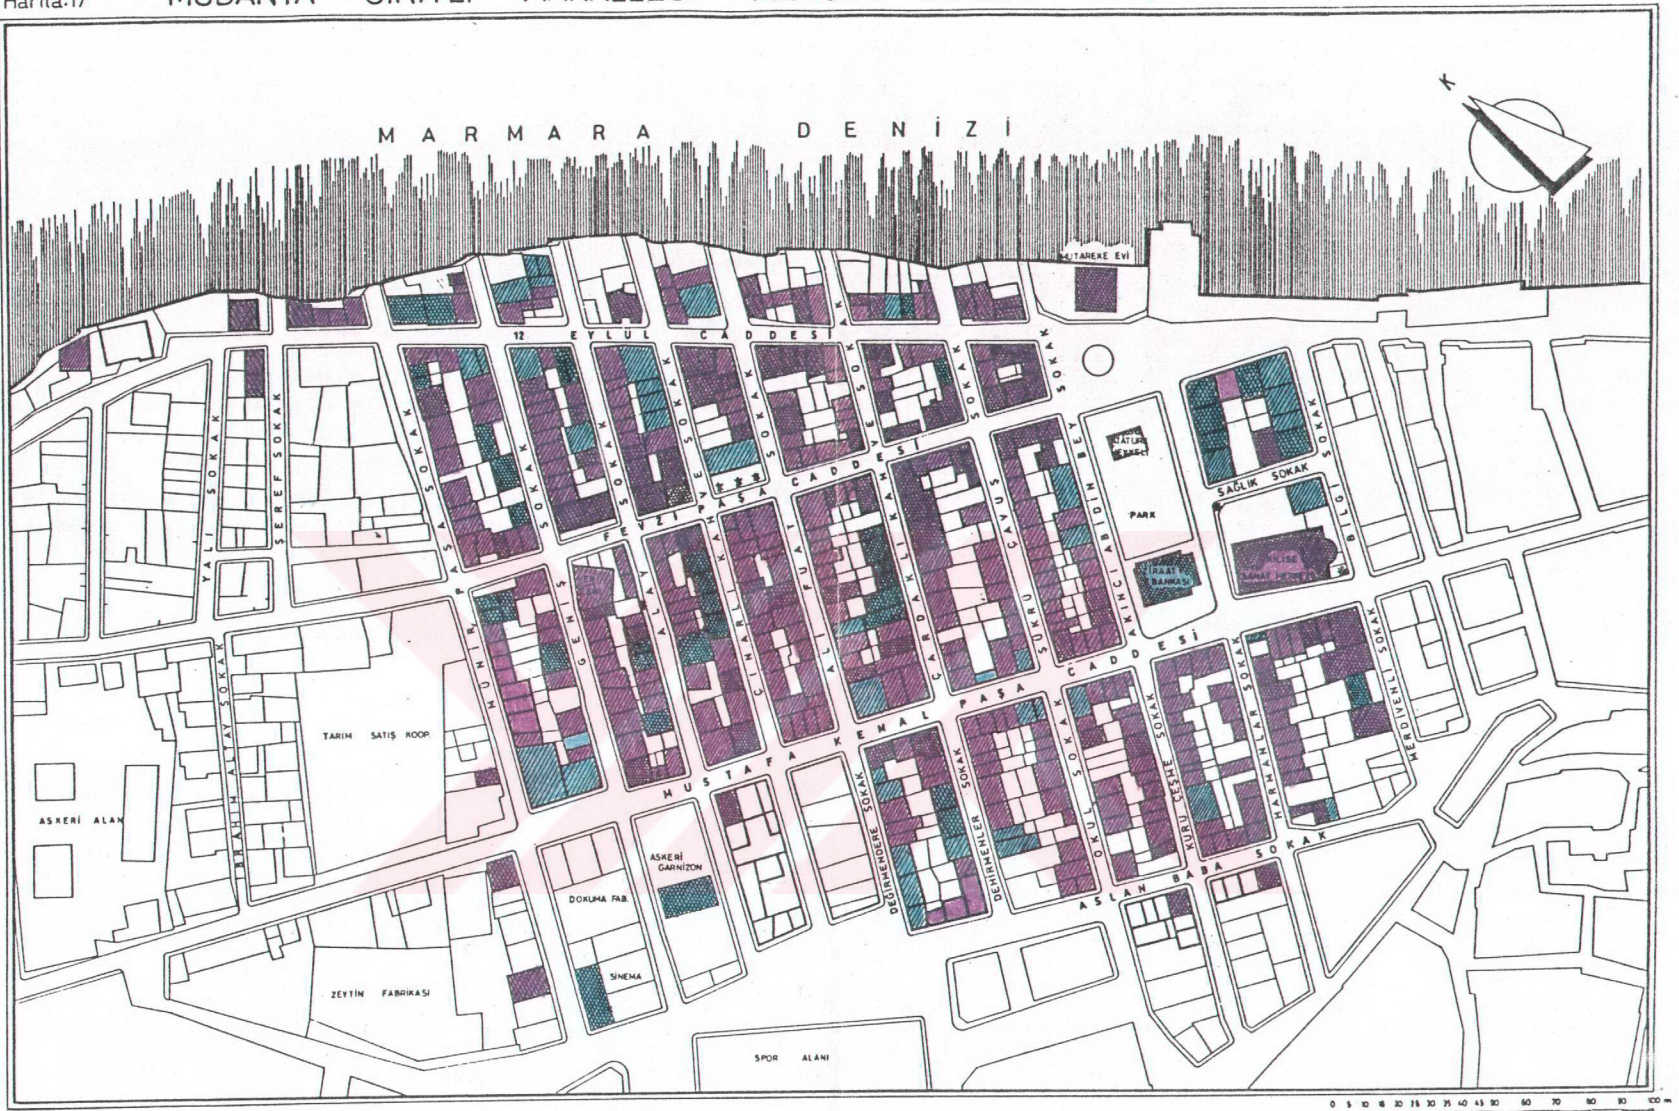 Harita:17
MARMARA DENİZİ
K
MÜTAREKE EVİ
12 EYLÜL CADDESİ
YALI SOKAK
ŞEREF SOKAK
PAŞA SOKAK
SOKAK
SOKAK
SOKAK
SOKAK
SOKAK
SOKAK
FEVZİ PAŞA CADDESİ
PARK
SAĞLIK SOKAK
BİLGİ SOKAK
BANKASI
MÜNİR
GENİŞ
ALAY
ÇINARLI KAHVE
ALİ FUAT
ÇARDAKLI KAHVE
ŞÜKRÜ ÇAVUŞ
AKINCI ABİDİN BEY
MUSTAFA KEMAL PAŞA CADDESİ
TARIM SATIŞ KOOP.
ASKERİ ALAN
İBRAHİM ALTAN SOKAK
DEĞİRMENDERE SOKAK
DEĞİRMENLER SOKAK
OKUL SOKAK
KURU ÇEŞME SOKAK
HARMANLAR SOKAK
MERDVENLİ SOKAK
ASLAN BABA SOKAK
ASKERİ GARNİZON
DOKUMA FAB.
SİNEMA
ZEYTİN FABRİKASI
SPOR ALANI